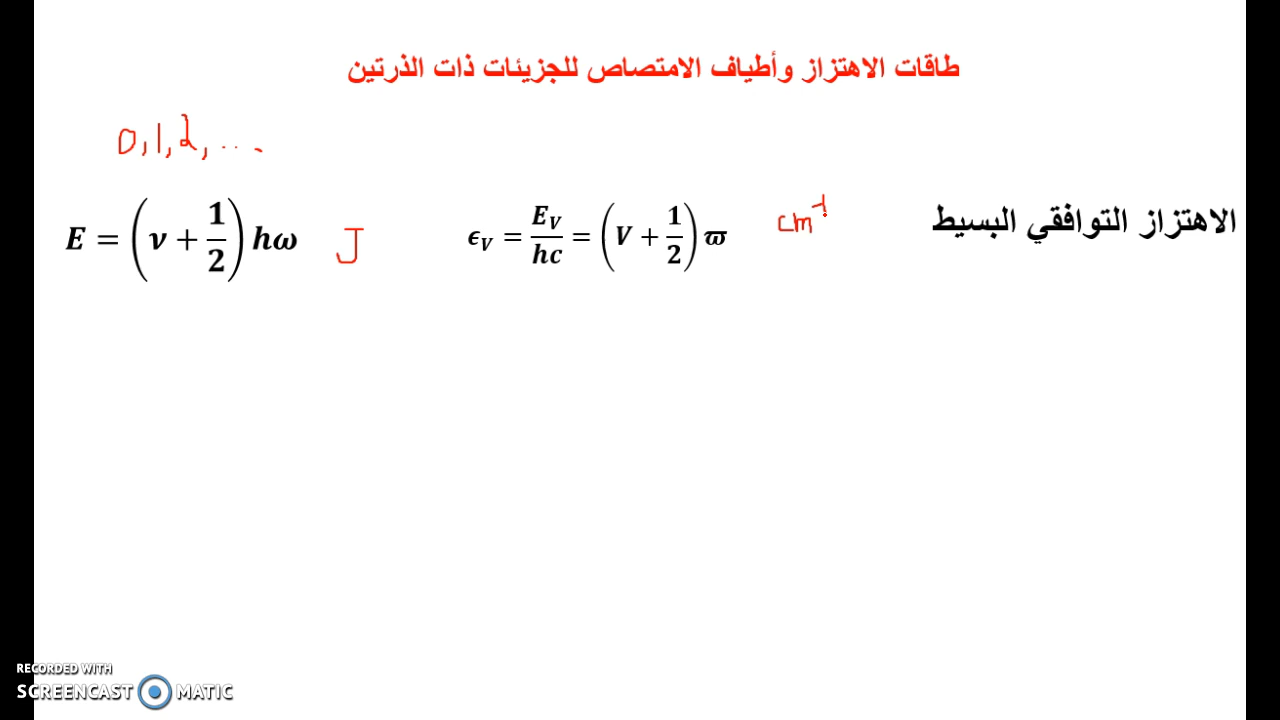 طاقات الاهتزاز وأطياف الامتصاص للجزيئات ذات الذرتين
0, 1, 2, ...
الاهتزاز التوافقي البسيط
E = (ν + 1/2) hω J
ϵ_V = E_V/hc = (V + 1/2) ϖ cm⁻¹
RECORDED WITH
SCREENCAST MATIC